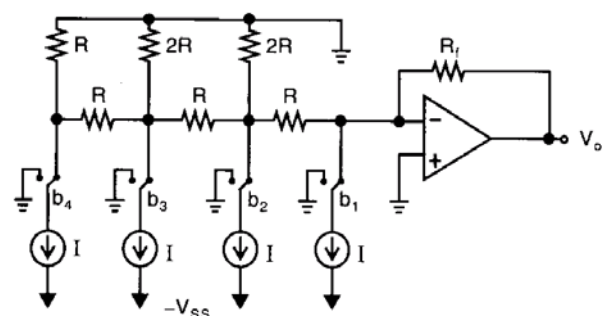 R 2R 2R
R R R
R_f
− + V_o
b_4 b_3 b_2 b_1
I I I I
−V_SS